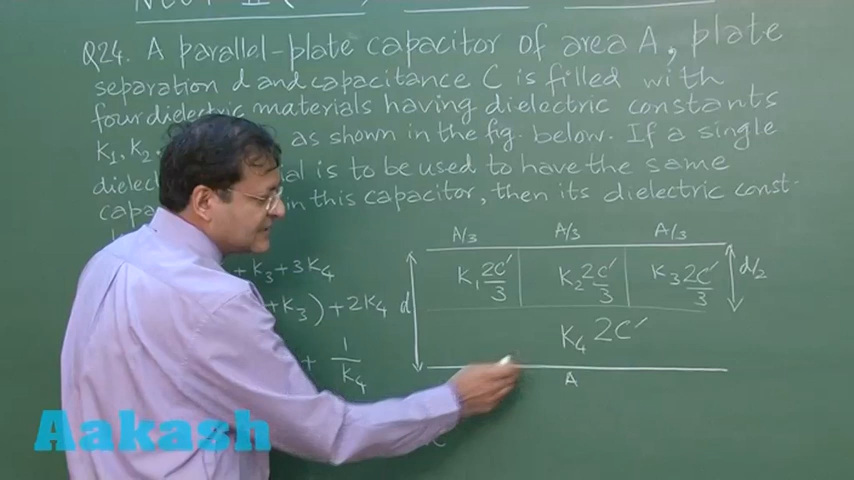 Q24. A parallel-plate capacitor of area A, plate
separation d and capacitance C is filled with
four dielectric materials having dielectric constants
K1, K2 as shown in the fig. below. If a single
is to be used to have the same
in this capacitor, then its dielectric const-
A/3 A/3 A/3
+ K3 + 3K4
K1 2C'/3 K2 2C'/3 K3 2C'/3 d/2
K3) + 2K4 d
K4 2C'
+ 1/K4
A
Aakash